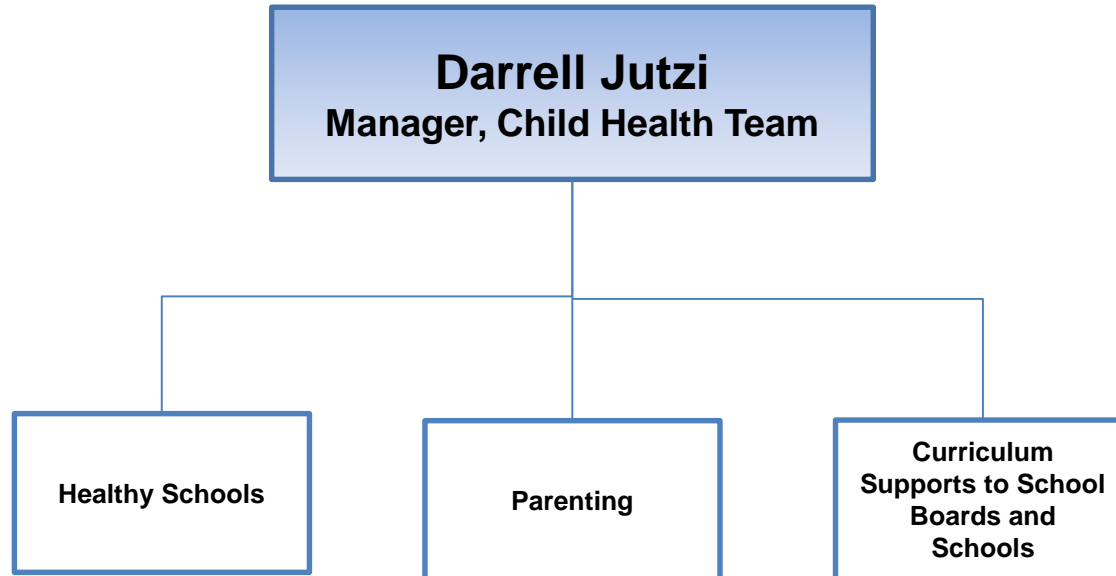 Darrell Jutzi
Manager, Child Health Team
Healthy Schools
Parenting
Curriculum
Supports to School
Boards and
Schools